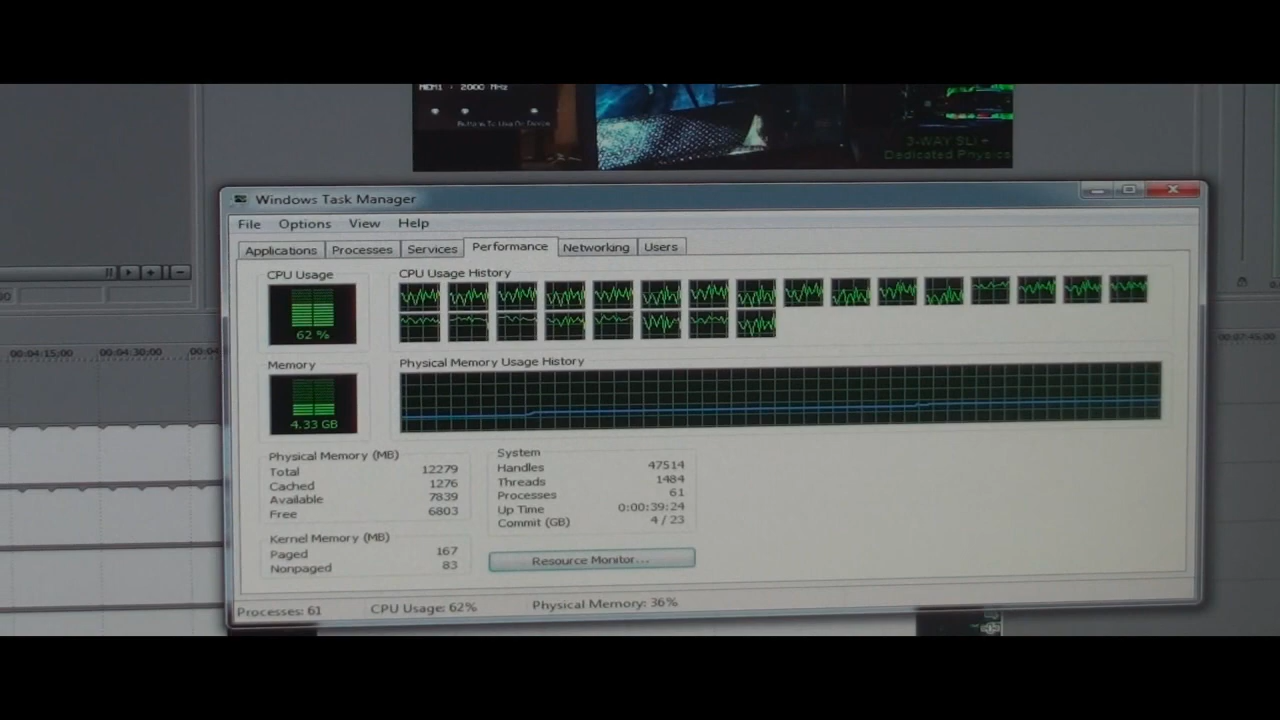 MEM1 : 2000 MHz
3-WAY SLI +
Dedicated Physics
Windows Task Manager
File Options View Help
Applications Processes Services Performance Networking Users
CPU Usage
CPU Usage History
62 %
Memory
Physical Memory Usage History
4.33 GB
Physical Memory (MB)
Total 12279
Cached 1276
Available 7839
Free 6803
System
Handles 47514
Threads 1484
Processes 61
Up Time 0:00:39:24
Commit (GB) 4 / 23
Kernel Memory (MB)
Paged 167
Nonpaged 83
Resource Monitor...
Processes: 61 CPU Usage: 62% Physical Memory: 36%
00:04:15;00 00:04:30;00 00:04